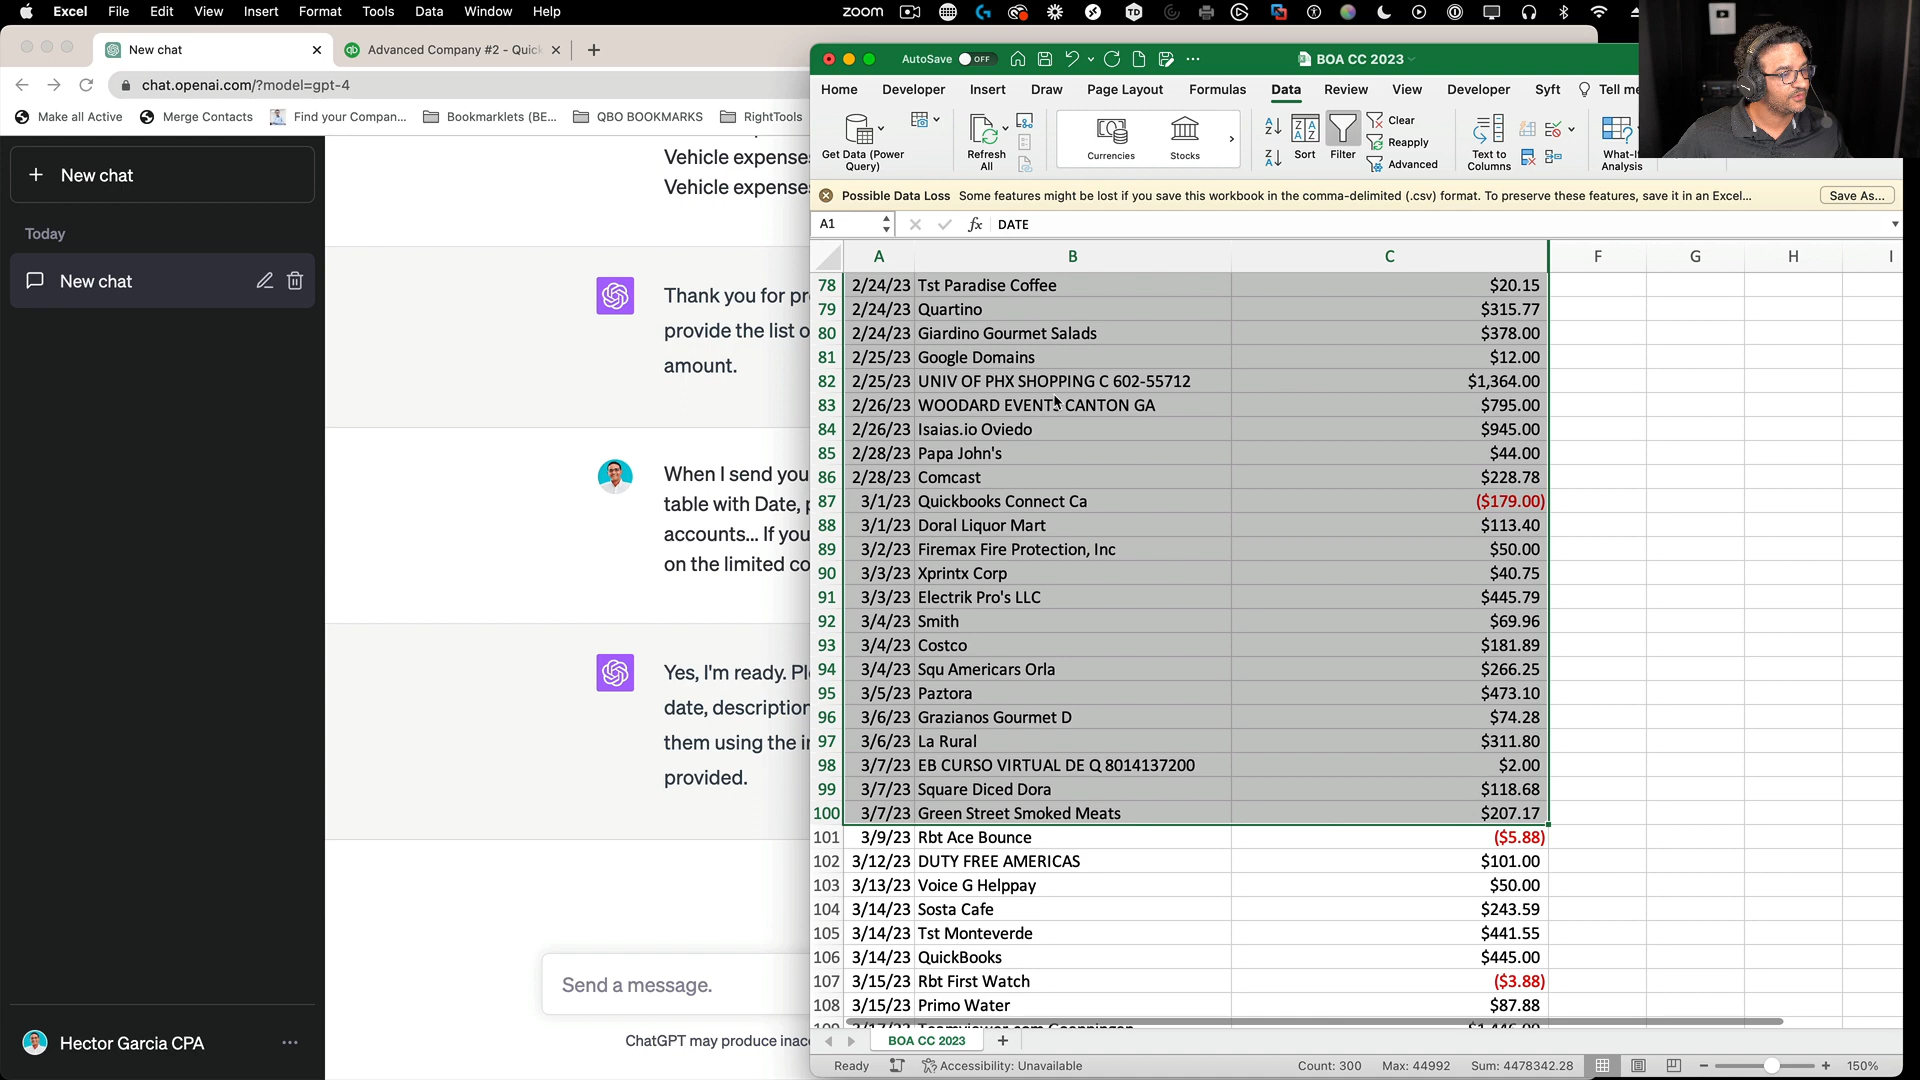 Excel File Edit View Insert Format Tools Data Window Help zoom
New chat
Advanced Company #2 - Quick
chat.openai.com/?model=gpt-4
Make all Active Merge Contacts Find your Compan... Bookmarklets (BE... QBO BOOKMARKS RightTools
New chat
Today
New chat
Hector Garcia CPA
Vehicle expenses
Vehicle expenses
Thank you for pr
provide the list o
amount.
When I send you
table with Date, p
accounts... If you
on the limited co
Yes, I'm ready. Pl
date, description
them using the in
provided.
Send a message.
ChatGPT may produce inacc
AutoSave OFF
BOA CC 2023
Home Developer Insert Draw Page Layout Formulas Data Review View Developer Syft Tell me
Get Data (Power Query)
Refresh All
Currencies
Stocks
Sort
Filter
Clear
Reapply
Advanced
Text to Columns
What-If Analysis
Possible Data Loss Some features might be lost if you save this workbook in the comma-delimited (.csv) format. To preserve these features, save it in an Excel... Save As...
A1 fx DATE
A B C F G H I
78 2/24/23 Tst Paradise Coffee $20.15
79 2/24/23 Quartino $315.77
80 2/24/23 Giardino Gourmet Salads $378.00
81 2/25/23 Google Domains $12.00
82 2/25/23 UNIV OF PHX SHOPPING C 602-55712 $1,364.00
83 2/26/23 WOODARD EVENTS CANTON GA $795.00
84 2/26/23 Isaias.io Oviedo $945.00
85 2/28/23 Papa John's $44.00
86 2/28/23 Comcast $228.78
87 3/1/23 Quickbooks Connect Ca ($179.00)
88 3/1/23 Doral Liquor Mart $113.40
89 3/2/23 Firemax Fire Protection, Inc $50.00
90 3/3/23 Xprintx Corp $40.75
91 3/3/23 Electrik Pro's LLC $445.79
92 3/4/23 Smith $69.96
93 3/4/23 Costco $181.89
94 3/4/23 Squ Americars Orla $266.25
95 3/5/23 Paztora $473.10
96 3/6/23 Grazianos Gourmet D $74.28
97 3/6/23 La Rural $311.80
98 3/7/23 EB CURSO VIRTUAL DE Q 8014137200 $2.00
99 3/7/23 Square Diced Dora $118.68
100 3/7/23 Green Street Smoked Meats $207.17
101 3/9/23 Rbt Ace Bounce ($5.88)
102 3/12/23 DUTY FREE AMERICAS $101.00
103 3/13/23 Voice G Helppay $50.00
104 3/14/23 Sosta Cafe $243.59
105 3/14/23 Tst Monteverde $441.55
106 3/14/23 QuickBooks $445.00
107 3/15/23 Rbt First Watch ($3.88)
108 3/15/23 Primo Water $87.88
BOA CC 2023
Ready Accessibility: Unavailable Count: 300 Max: 44992 Sum: 4478342.28 150%